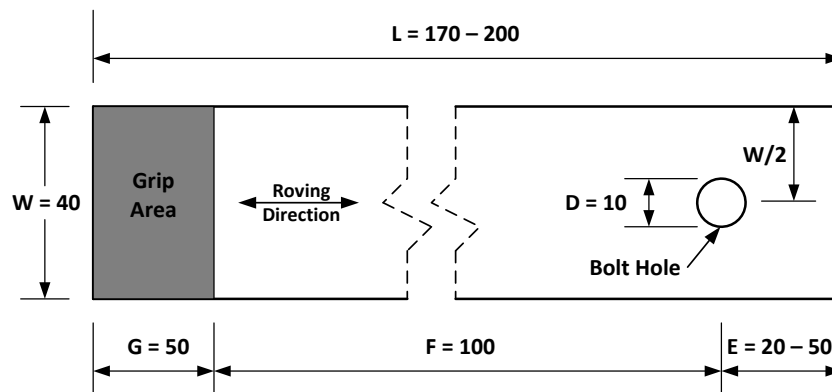 L = 170 – 200
W = 40
Grip
Area
Roving
Direction
W/2
D = 10
Bolt Hole
G = 50
F = 100
E = 20 – 50